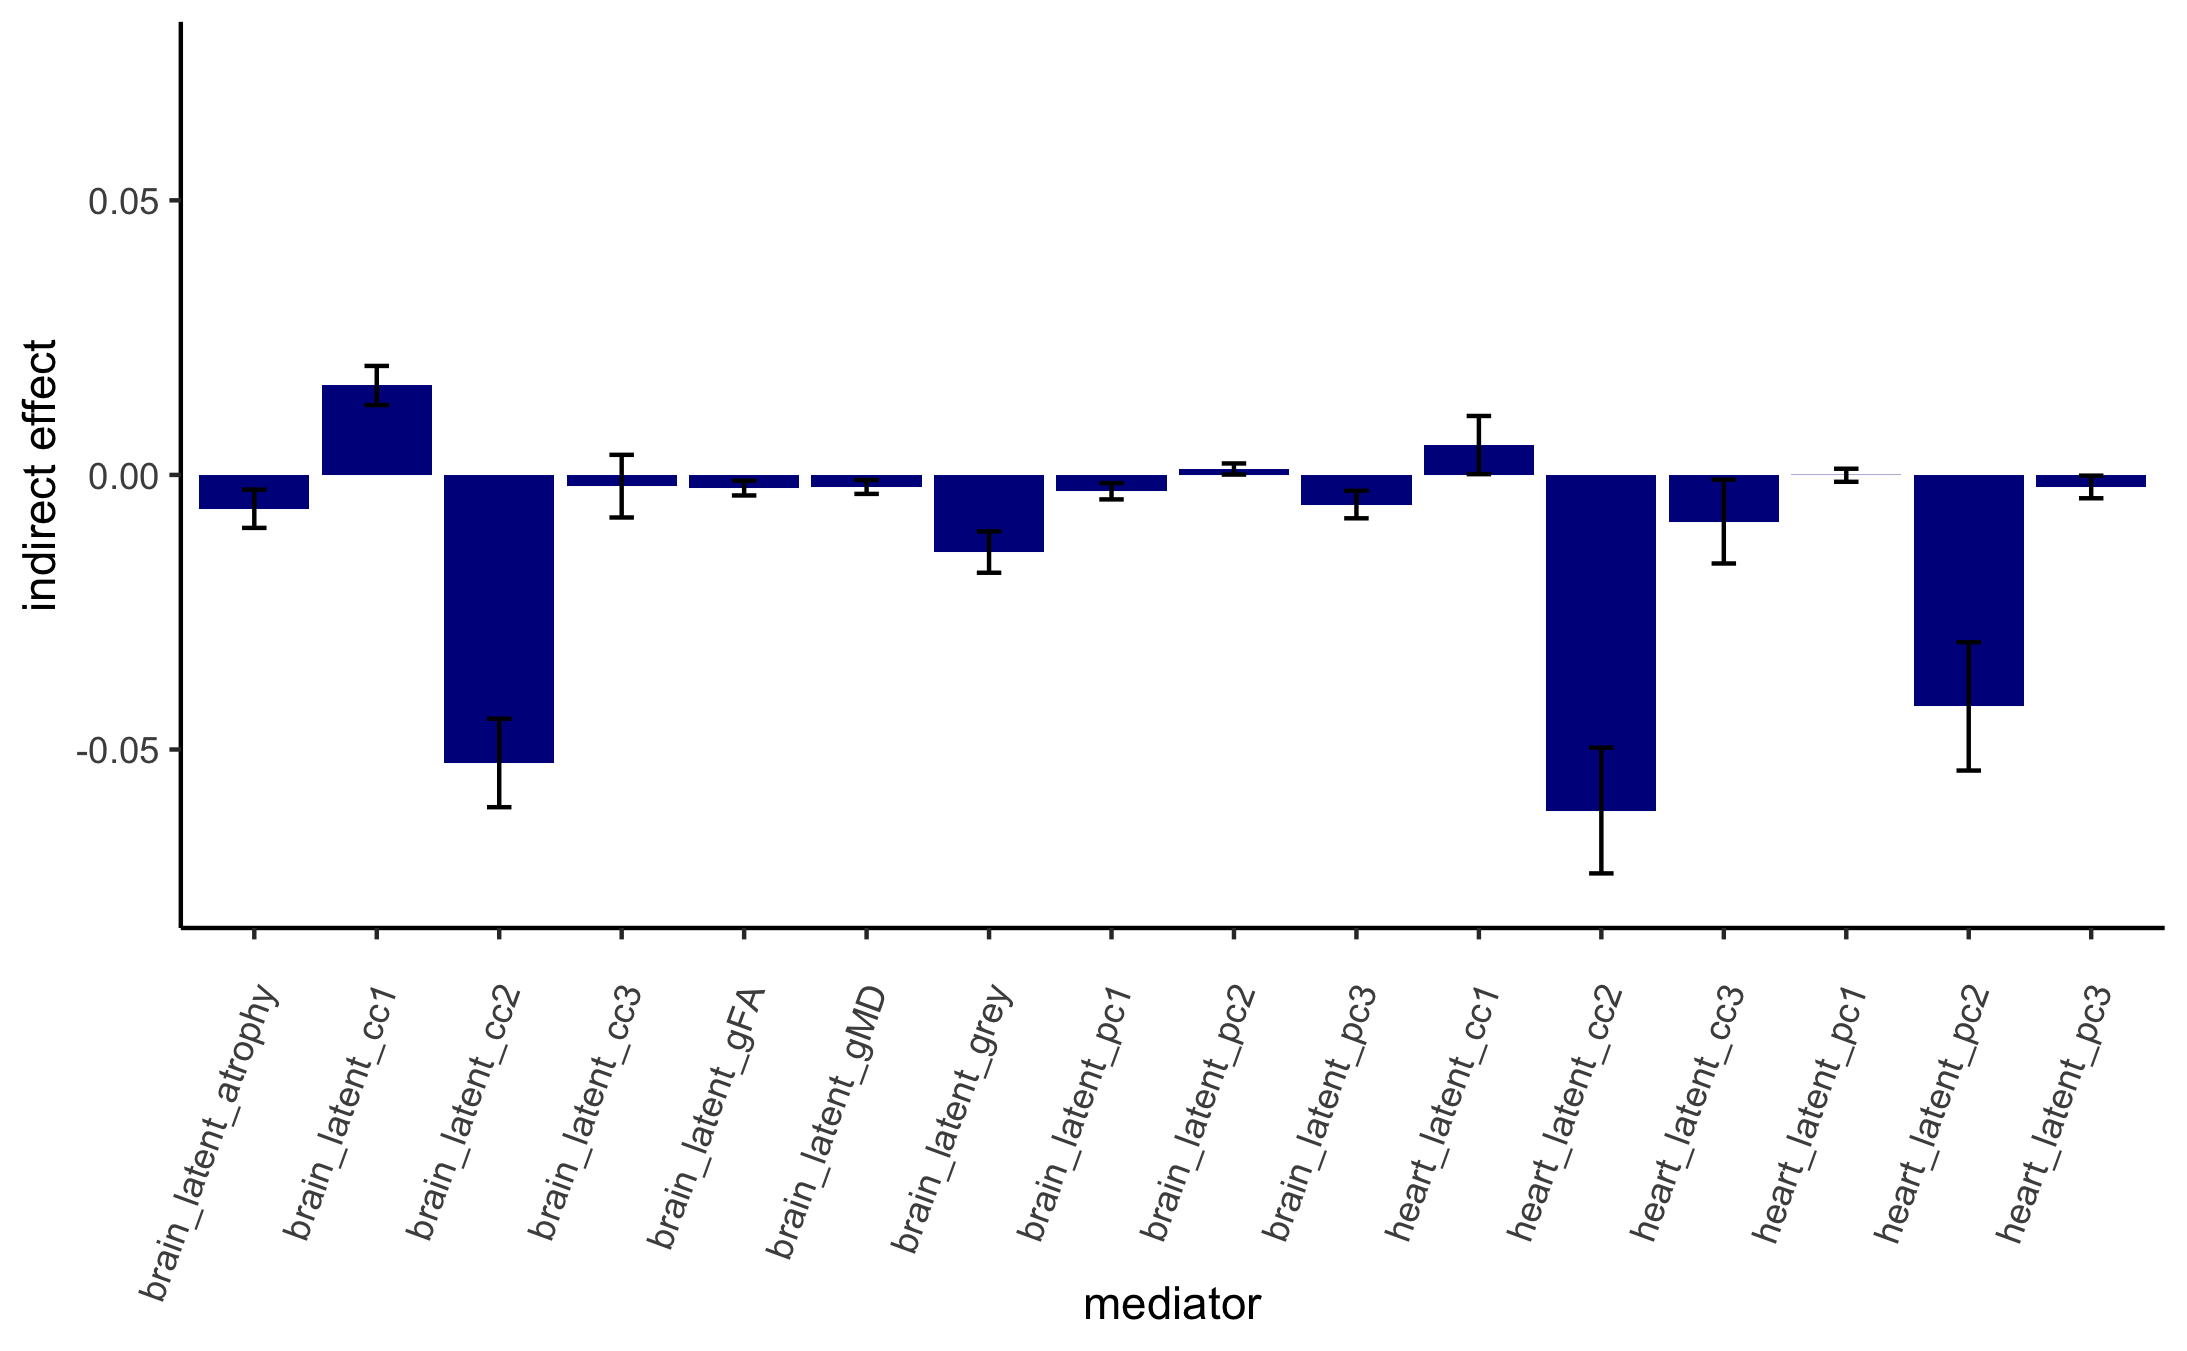 indirect effect
0.05
0.00
-0.05
brain_latent_atrophy
brain_latent_cc1
brain_latent_cc2
brain_latent_cc3
brain_latent_gFA
brain_latent_gMD
brain_latent_grey
brain_latent_pc1
brain_latent_pc2
brain_latent_pc3
heart_latent_cc1
heart_latent_cc2
heart_latent_cc3
heart_latent_pc1
heart_latent_pc2
heart_latent_pc3
mediator